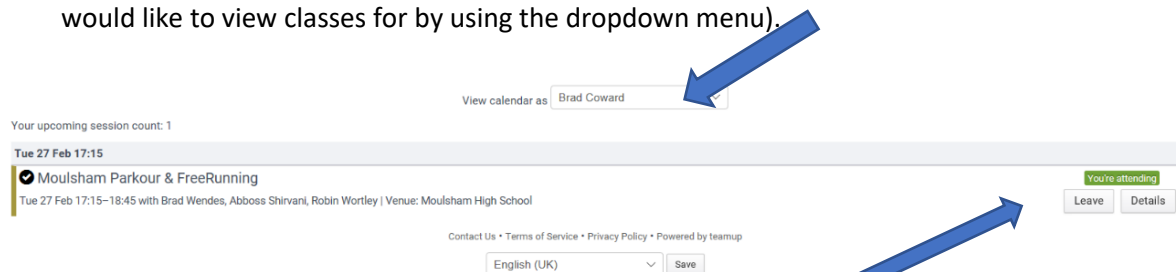 would like to view classes for by using the dropdown menu).
View calendar as Brad Coward
Your upcoming session count: 1
Tue 27 Feb 17:15
Moulsham Parkour & FreeRunning
You're attending
Tue 27 Feb 17:15–18:45 with Brad Wendes, Abboss Shirvani, Robin Wortley | Venue: Moulsham High School
Leave Details
Contact Us • Terms of Service • Privacy Policy • Powered by teamup
English (UK) Save